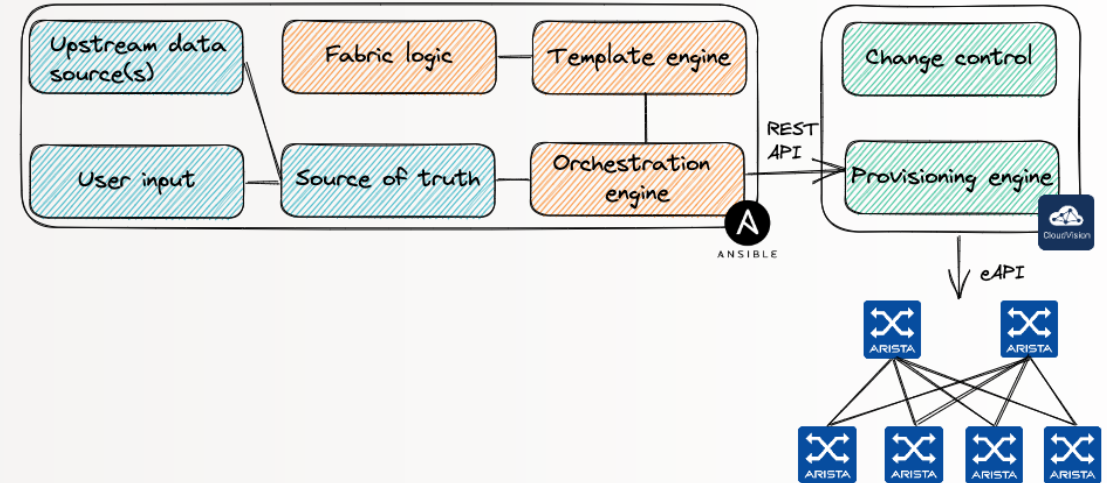 Upstream data
source(s)
Fabric logic
Template engine
Change control
REST
API
User input
Source of truth
Orchestration
engine
Provisioning engine
ANSIBLE
CloudVision
eAPI
ARISTA
ARISTA
ARISTA
ARISTA
ARISTA
ARISTA